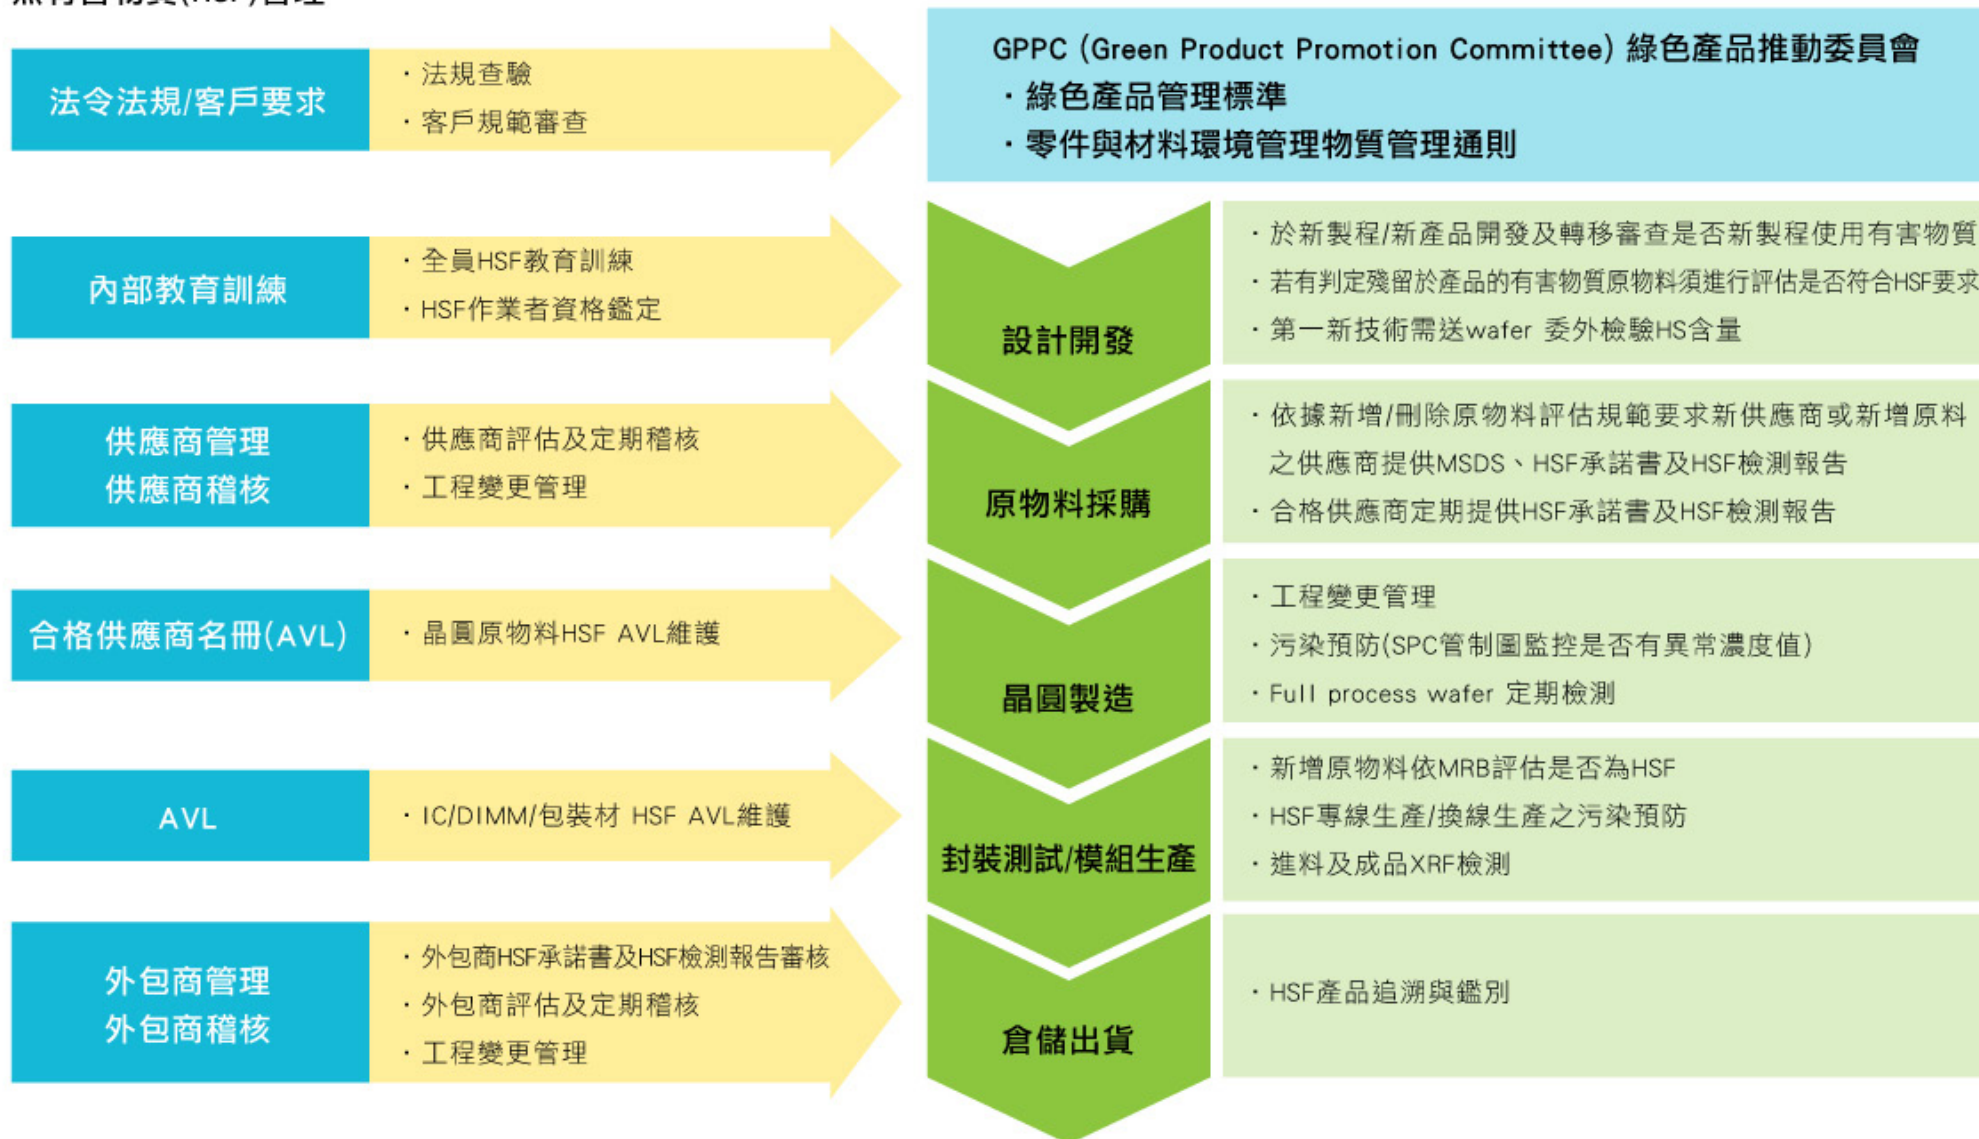 法令法規/客戶要求
・法規查驗
・客戶規範審查
GPPC (Green Product Promotion Committee) 綠色產品推動委員會
・綠色產品管理標準
・零件與材料環境管理物質管理通則
內部教育訓練
・全員HSF教育訓練
・HSF作業者資格鑑定
設計開發
・於新製程/新產品開發及轉移審查是否新製程使用有害物質
・若有判定殘留於產品的有害物質原物料須進行評估是否符合HSF要求
・第一新技術需送wafer 委外檢驗HS含量
供應商管理
供應商稽核
・供應商評估及定期稽核
・工程變更管理
原物料採購
・依據新增/刪除原物料評估規範要求新供應商或新增原料
之供應商提供MSDS、HSF承諾書及HSF檢測報告
・合格供應商定期提供HSF承諾書及HSF檢測報告
合格供應商名冊(AVL)
・晶圓原物料HSF AVL維護
晶圓製造
・工程變更管理
・污染預防(SPC管制圖監控是否有異常濃度值)
・Full process wafer 定期檢測
AVL
・IC/DIMM/包裝材 HSF AVL維護
封裝測試/模組生產
・新增原物料依MRB評估是否為HSF
・HSF專線生產/換線生產之污染預防
・進料及成品XRF檢測
外包商管理
外包商稽核
・外包商HSF承諾書及HSF檢測報告審核
・外包商評估及定期稽核
・工程變更管理
倉儲出貨
・HSF產品追溯與鑑別